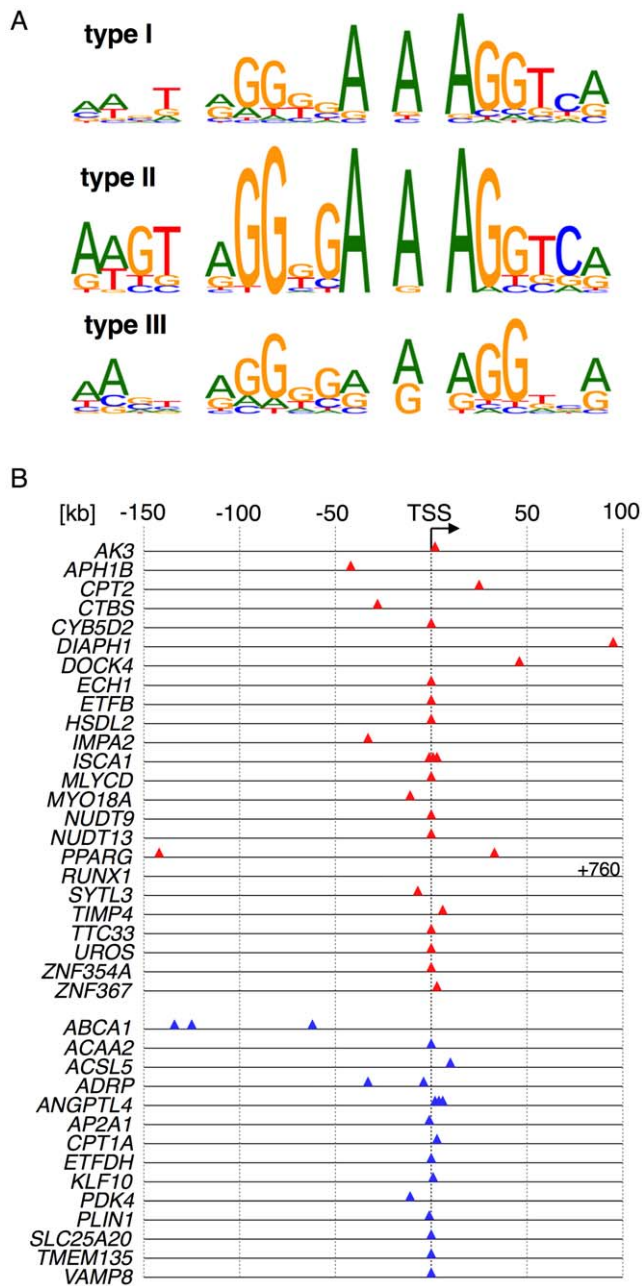 A
type I
type II
type III
B
[kb] -150 -100 -50 TSS 50 100
AK3
APH1B
CPT2
CTBS
CYB5D2
DIAPH1
DOCK4
ECH1
ETFB
HSDL2
IMPA2
ISCA1
MLYCD
MYO18A
NUDT9
NUDT13
PPARG
RUNX1 +760
SYTL3
TIMP4
TTC33
UROS
ZNF354A
ZNF367
ABCA1
ACAA2
ACSL5
ADRP
ANGPTL4
AP2A1
CPT1A
ETFDH
KLF10
PDK4
PLIN1
SLC25A20
TMEM135
VAMP8